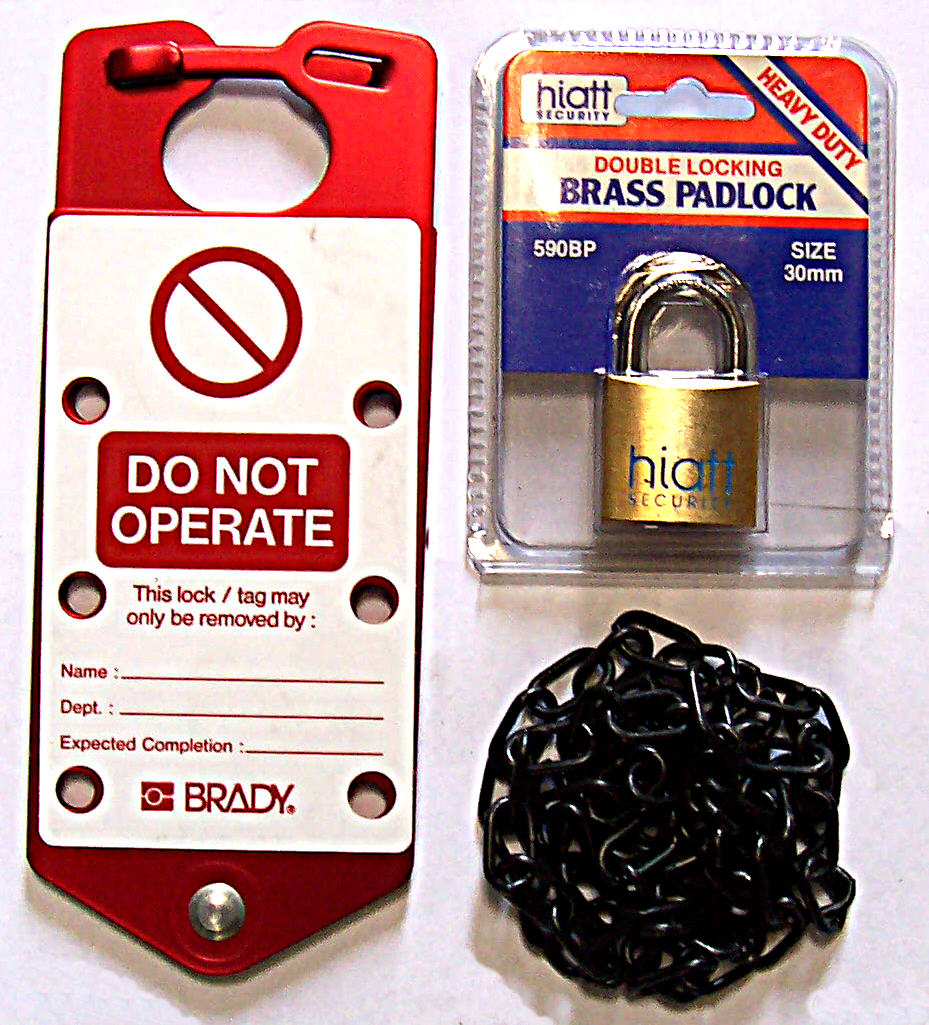 DO NOT
OPERATE
This lock / tag may
only be removed by :
Name :
Dept. :
Expected Completion :
BRADY®
hiatt
SECURITY
HEAVY DUTY
DOUBLE LOCKING
BRASS PADLOCK
590BP
SIZE
30mm
hiatt
SECURITY